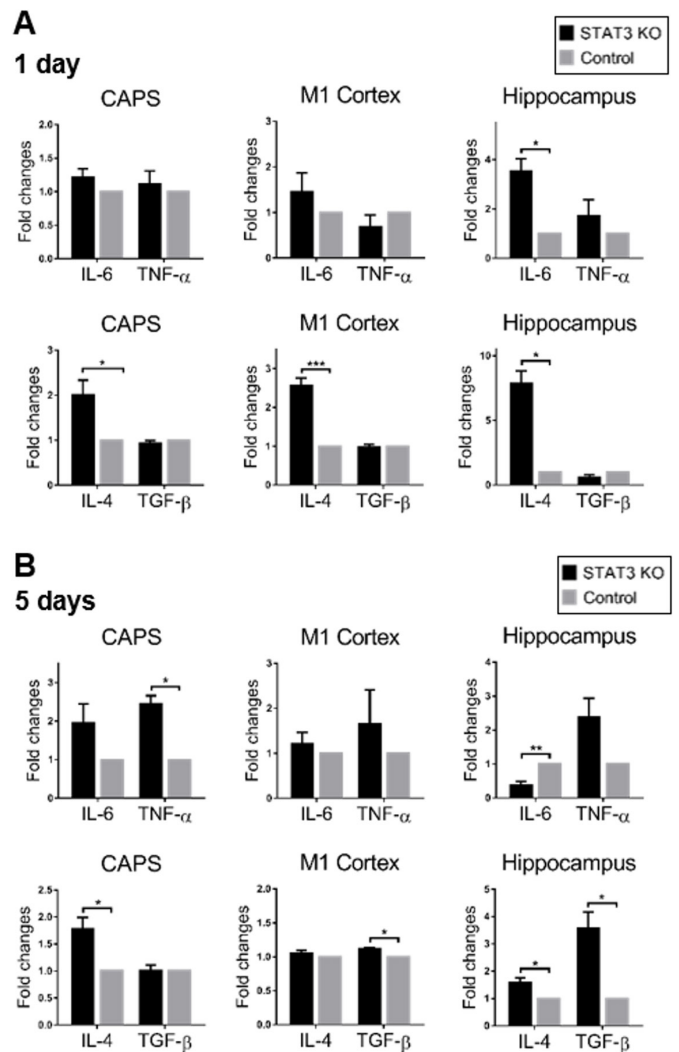 A
STAT3 KO
Control
1 day
CAPS
M1 Cortex
Hippocampus
Fold changes
2.0
1.5
1.0
0.5
0.0
IL-6 TNF-α
Fold changes
3
2
1
0
IL-6 TNF-α
Fold changes
4
2
0
*
IL-6 TNF-α
CAPS
M1 Cortex
Hippocampus
Fold changes
3
2
1
0
*
IL-4 TGF-β
Fold changes
3
2
1
0
***
IL-4 TGF-β
Fold changes
10
5
0
*
IL-4 TGF-β
B
STAT3 KO
Control
5 days
CAPS
M1 Cortex
Hippocampus
Fold changes
3
2
1
0
*
IL-6 TNF-α
Fold changes
3
2
1
0
IL-6 TNF-α
Fold changes
4
3
2
1
0
**
IL-6 TNF-α
CAPS
M1 Cortex
Hippocampus
Fold changes
2.5
2.0
1.5
1.0
0.5
0.0
*
IL-4 TGF-β
Fold changes
2.0
1.5
1.0
0.5
0.0
*
IL-4 TGF-β
Fold changes
5
4
3
2
1
0
*
*
IL-4 TGF-β